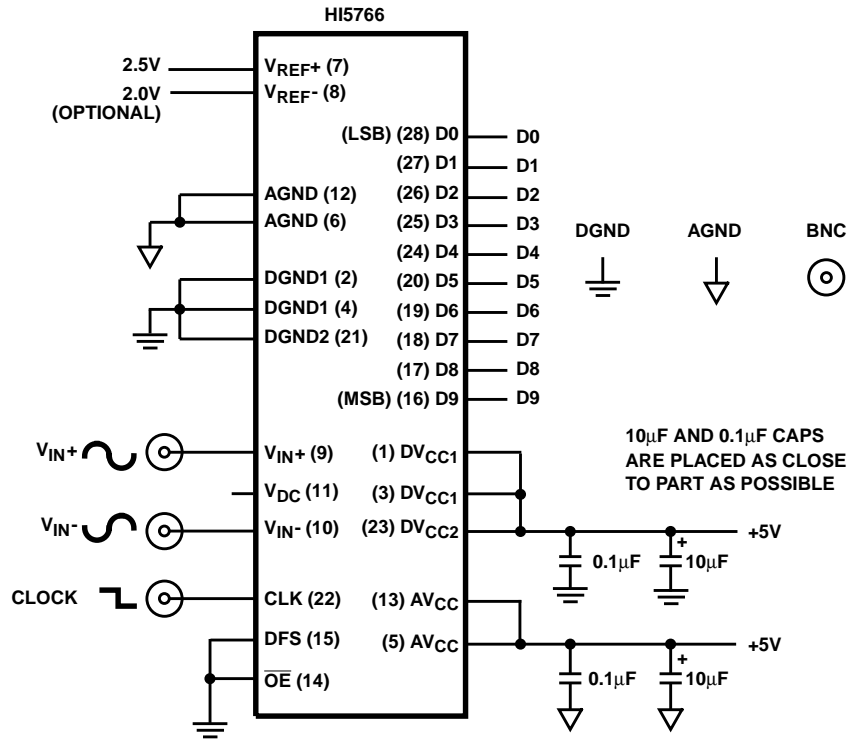 HI5766
2.5V
VREF+ (7)
2.0V
(OPTIONAL)
VREF- (8)
(LSB) (28) D0
D0
(27) D1
D1
AGND (12)
(26) D2
D2
AGND (6)
(25) D3
D3
(24) D4
D4
DGND1 (2)
(20) D5
D5
DGND1 (4)
(19) D6
D6
DGND2 (21)
(18) D7
D7
(17) D8
D8
(MSB) (16) D9
D9
DGND
AGND
BNC
VIN+
VIN+ (9)
(1) DVCC1
VDC (11)
(3) DVCC1
VIN-
VIN- (10)
(23) DVCC2
10μF AND 0.1μF CAPS
ARE PLACED AS CLOSE
TO PART AS POSSIBLE
+5V
0.1μF
+
10μF
CLOCK
CLK (22)
(13) AVCC
DFS (15)
(5) AVCC
+5V
OE (14)
0.1μF
+
10μF